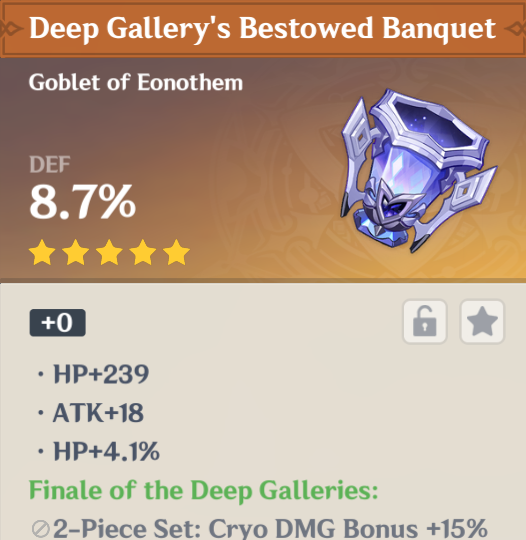 Deep Gallery's Bestowed Banquet
Goblet of Eonothem
DEF
8.7%
+0
· HP+239
· ATK+18
· HP+4.1%
Finale of the Deep Galleries:
2-Piece Set: Cryo DMG Bonus +15%